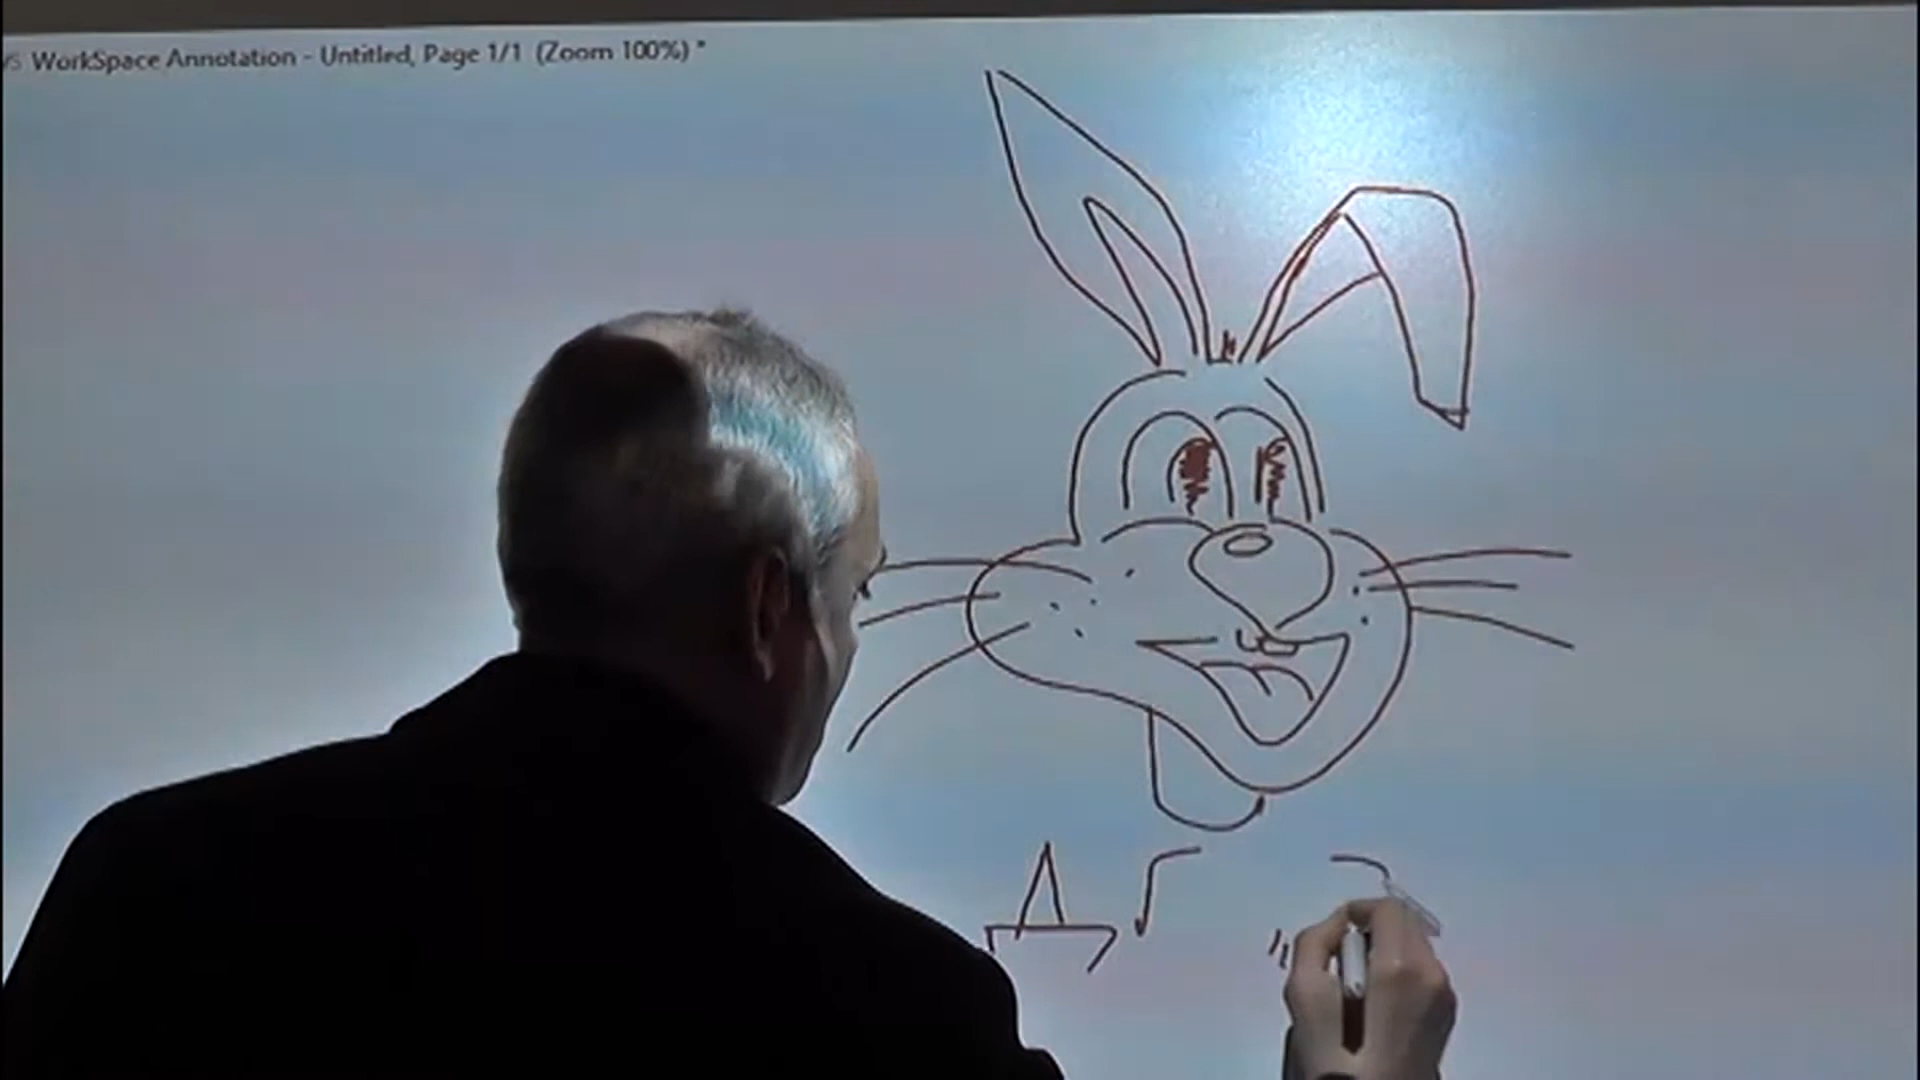 WorkSpace Annotation - Untitled, Page 1/1 (Zoom 100%) *